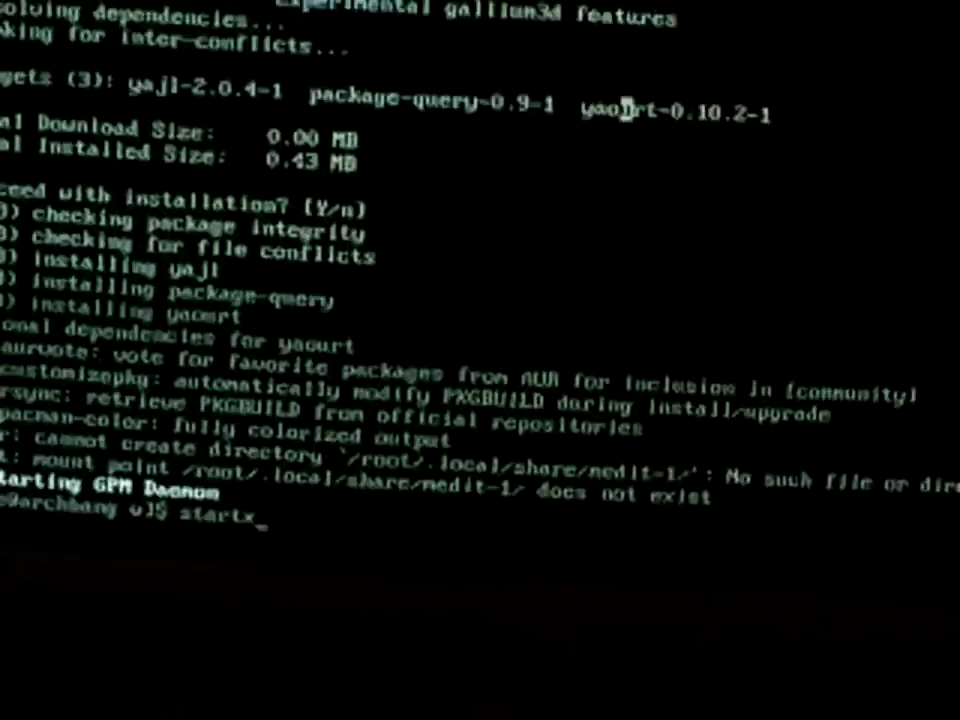 Experimental gallium3d features
olving dependencies...
king for inter-conflicts...
gets (3): yajl-2.0.4-1 package-query-0.9-1 yaourt-0.10.2-1
al Download Size: 0.00 MB
al Installed Size: 0.43 MB
ceed with installation? [Y/n]
) checking package integrity
) checking for file conflicts
) installing yajl
) installing package-query
) installing yaourt
onal dependencies for yaourt
aurvote: vote for favorite packages from AUR for inclusion in [community]
customizepkg: automatically modify PKGBUILD during install/upgrade
rsync: retrieve PKGBUILD from official repositories
pacman-color: fully colorized output
r: cannot create directory `/root/.local/share/medit-1/': No such file or dire
t: mount point /root/.local/share/medit-1/ does not exist
tarting GPM Daemon
e@archbang ~]$ startx_